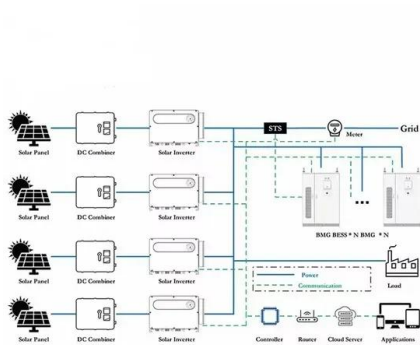 STS
Meter
Grid
Solar Panel DC Combiner Solar Inverter
Solar Panel DC Combiner Solar Inverter
BMG BESS * N BMG * N
Solar Panel DC Combiner Solar Inverter
Power
Communication
Load
Solar Panel DC Combiner Solar Inverter
Controller Router Cloud Server Applications